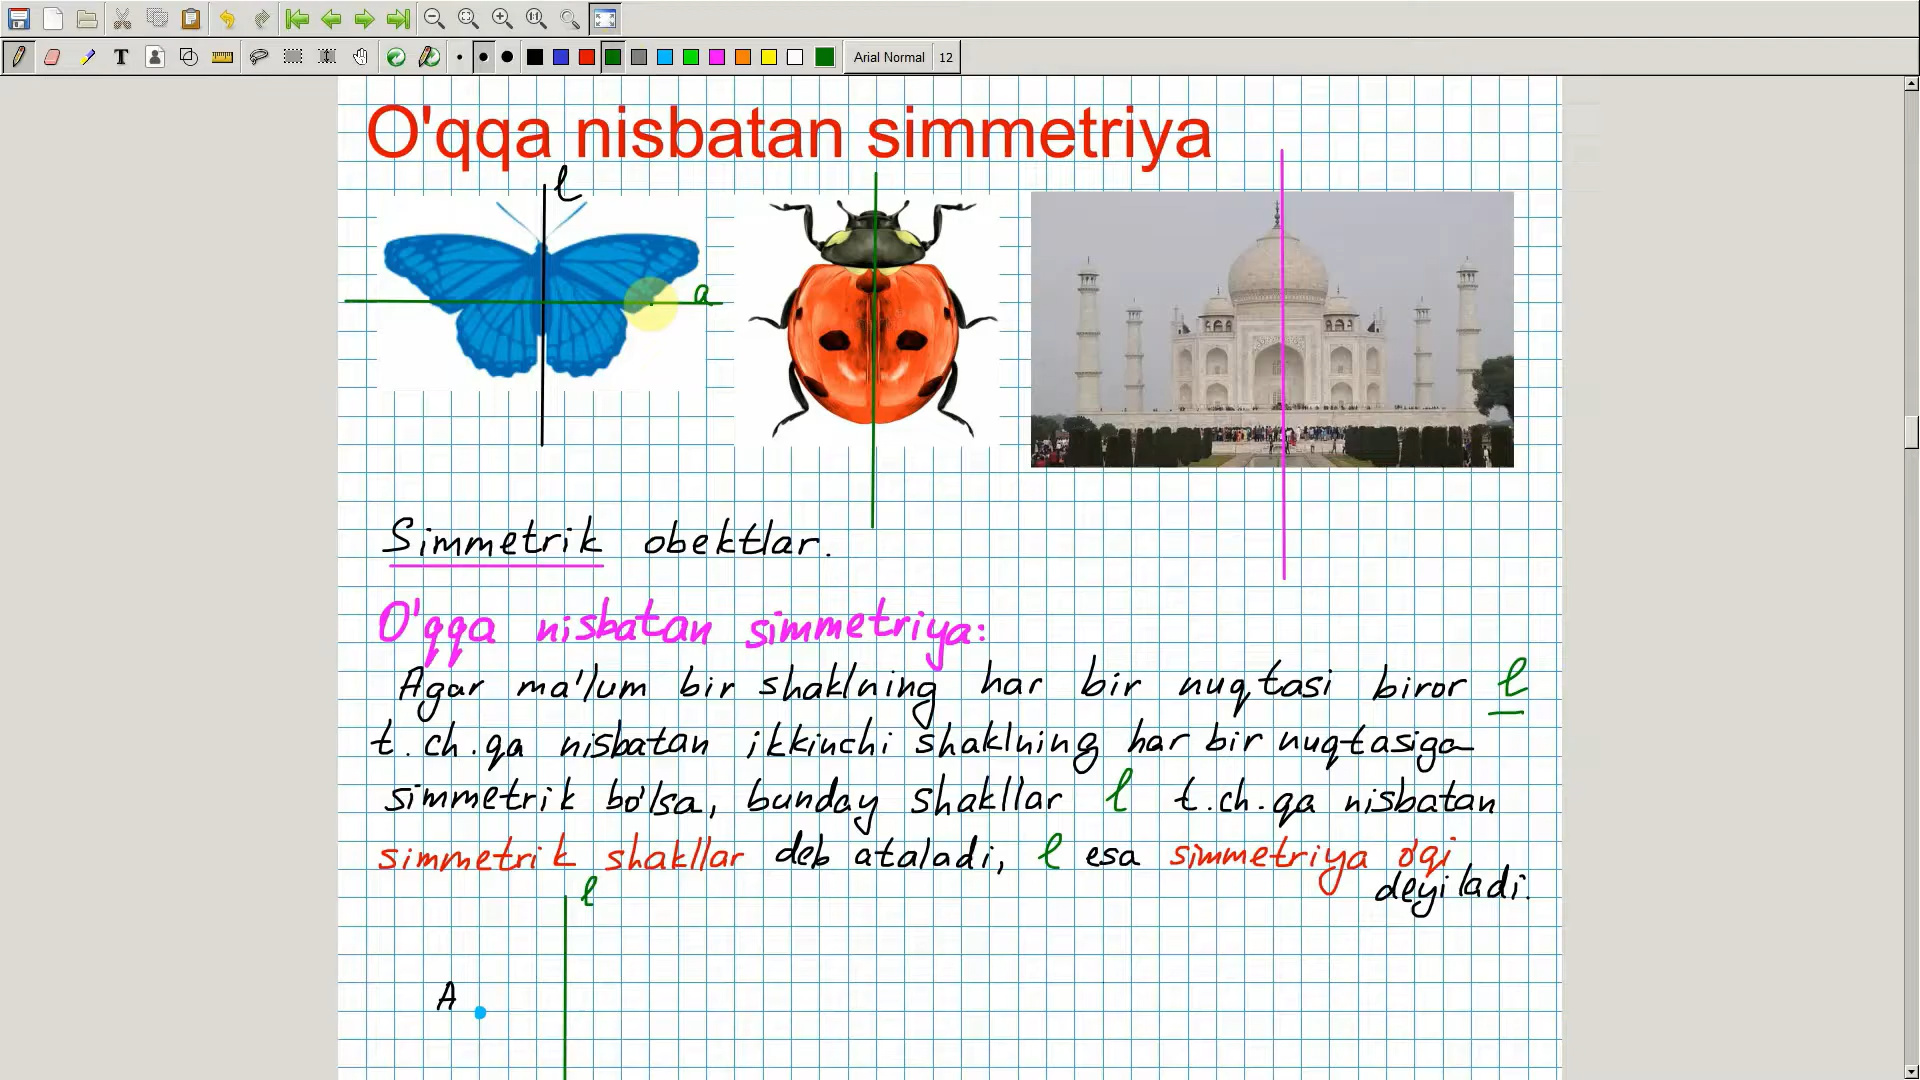 Arial Normal 12
O'qqa nisbatan simmetriya
l
a
Simmetrik obektlar.
O'qqa nisbatan simmetriya:
Agar ma'lum bir shaklning har bir nuqtasi biror l
t.ch.qa nisbatan ikkinchi shaklning har bir nuqtasiga
simmetrik bo'lsa, bunday shakllar l t.ch.qa nisbatan
simmetrik shakllar deb ataladi, l esa simmetriya o'qi
deyiladi.
l
A